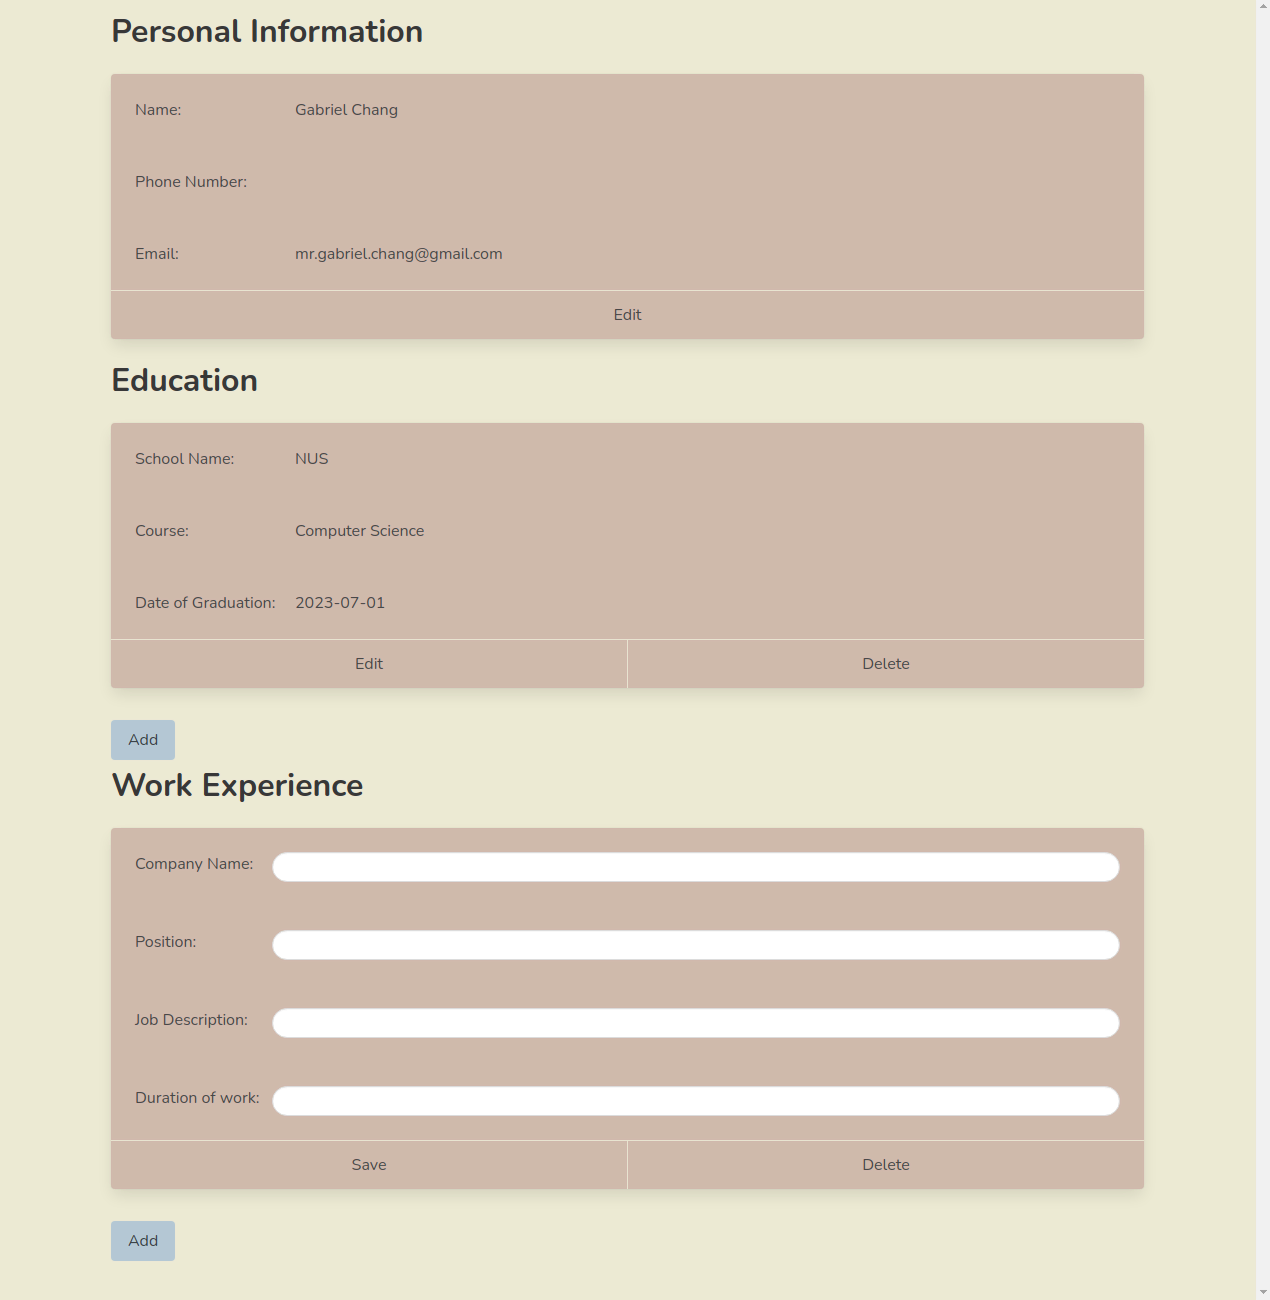 Personal Information
Name: Gabriel Chang
Phone Number:
Email: mr.gabriel.chang@gmail.com
Edit
Education
School Name: NUS
Course: Computer Science
Date of Graduation: 2023-07-01
Edit Delete
Add
Work Experience
Company Name:
Position:
Job Description:
Duration of work:
Save Delete
Add